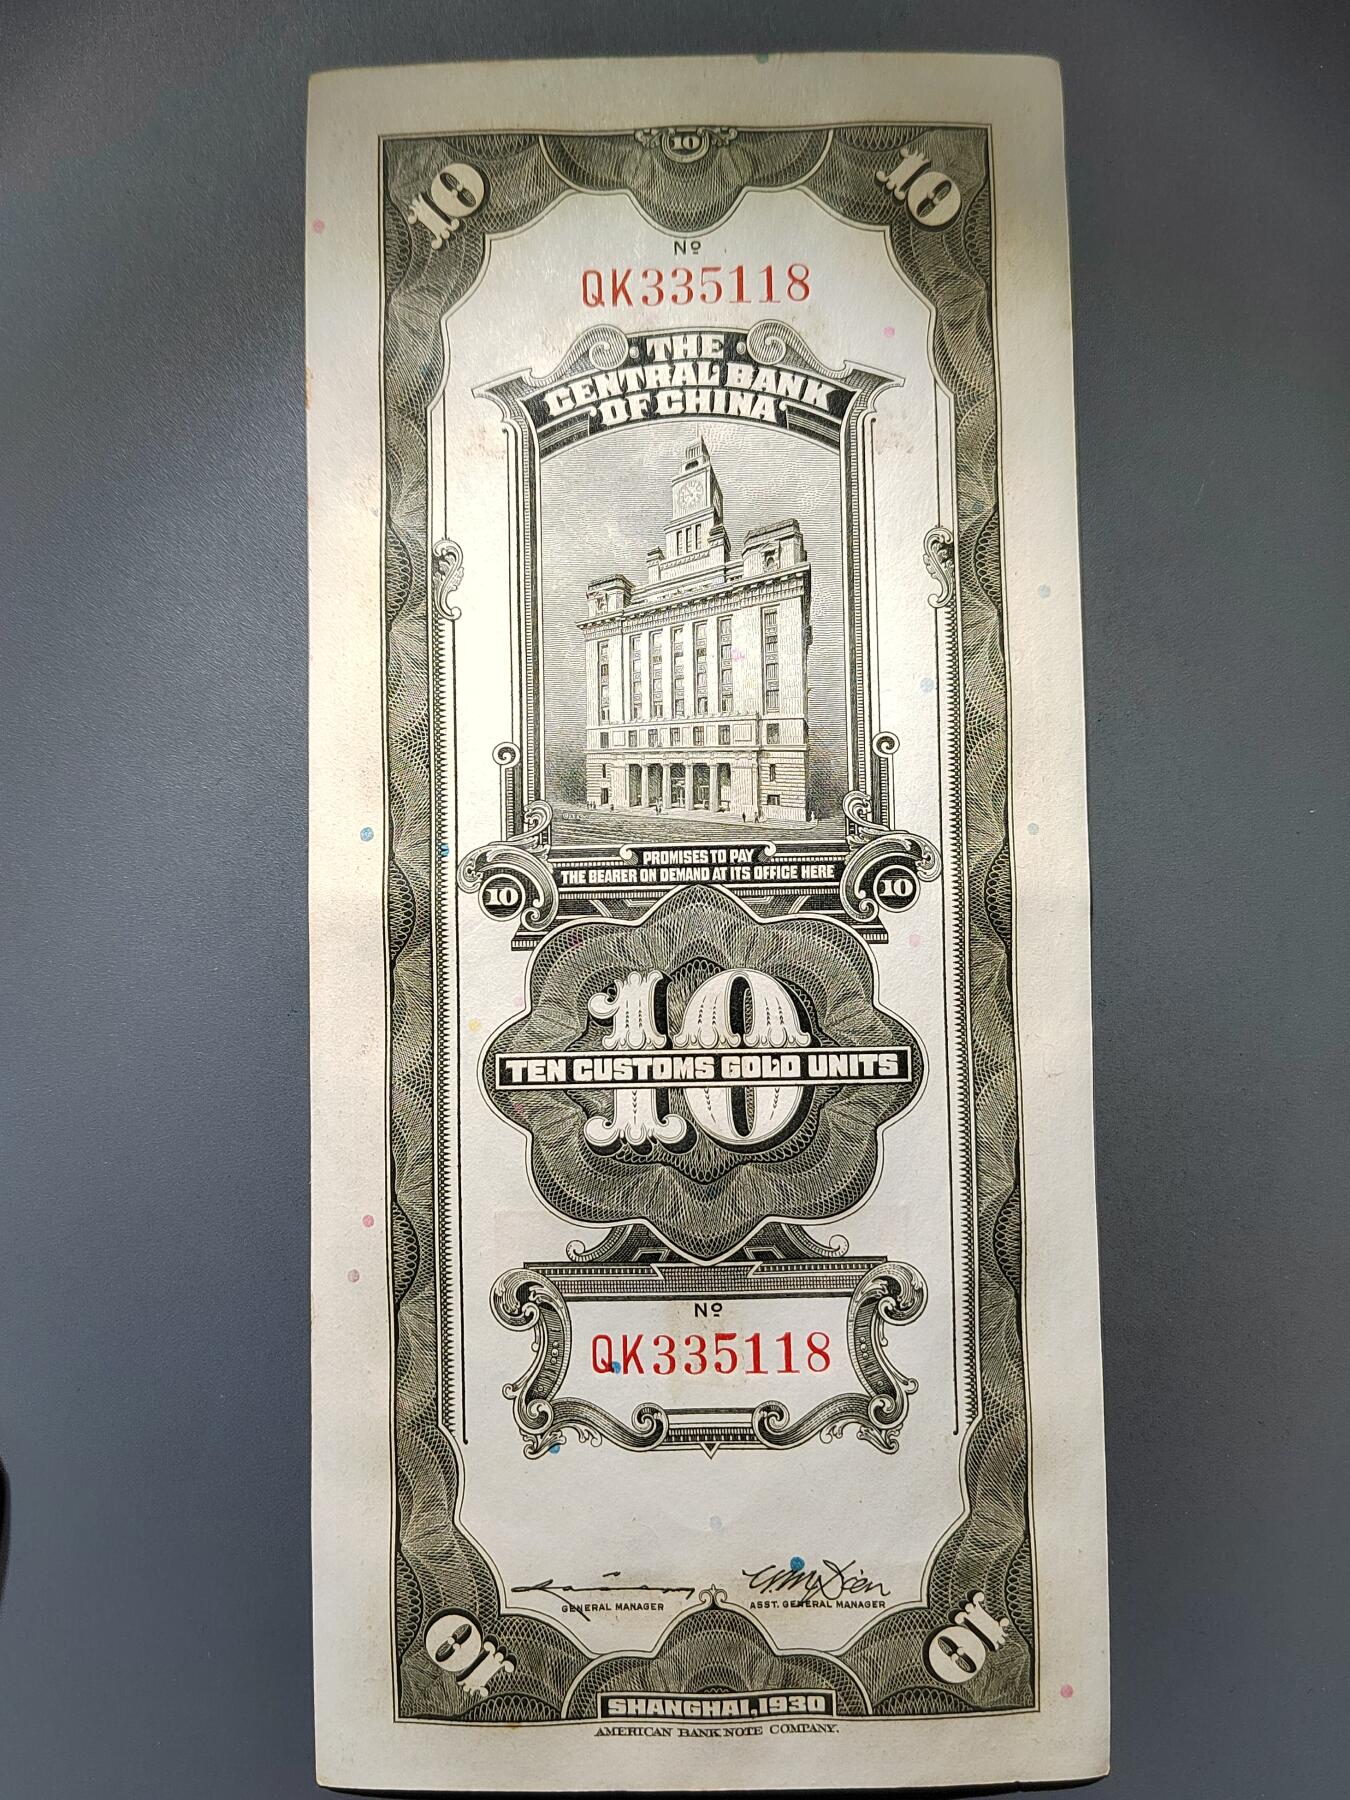 10
10
10
Nº
QK335118
THE
CENTRAL BANK
OF CHINA
PROMISES TO PAY
THE BEARER ON DEMAND AT ITS OFFICE HERE
10
10
10
TEN CUSTOMS GOLD UNITS
Nº
QK335118
GENERAL MANAGER
ASST. GENERAL MANAGER
10
10
SHANGHAI, 1930
AMERICAN BANK NOTE COMPANY.